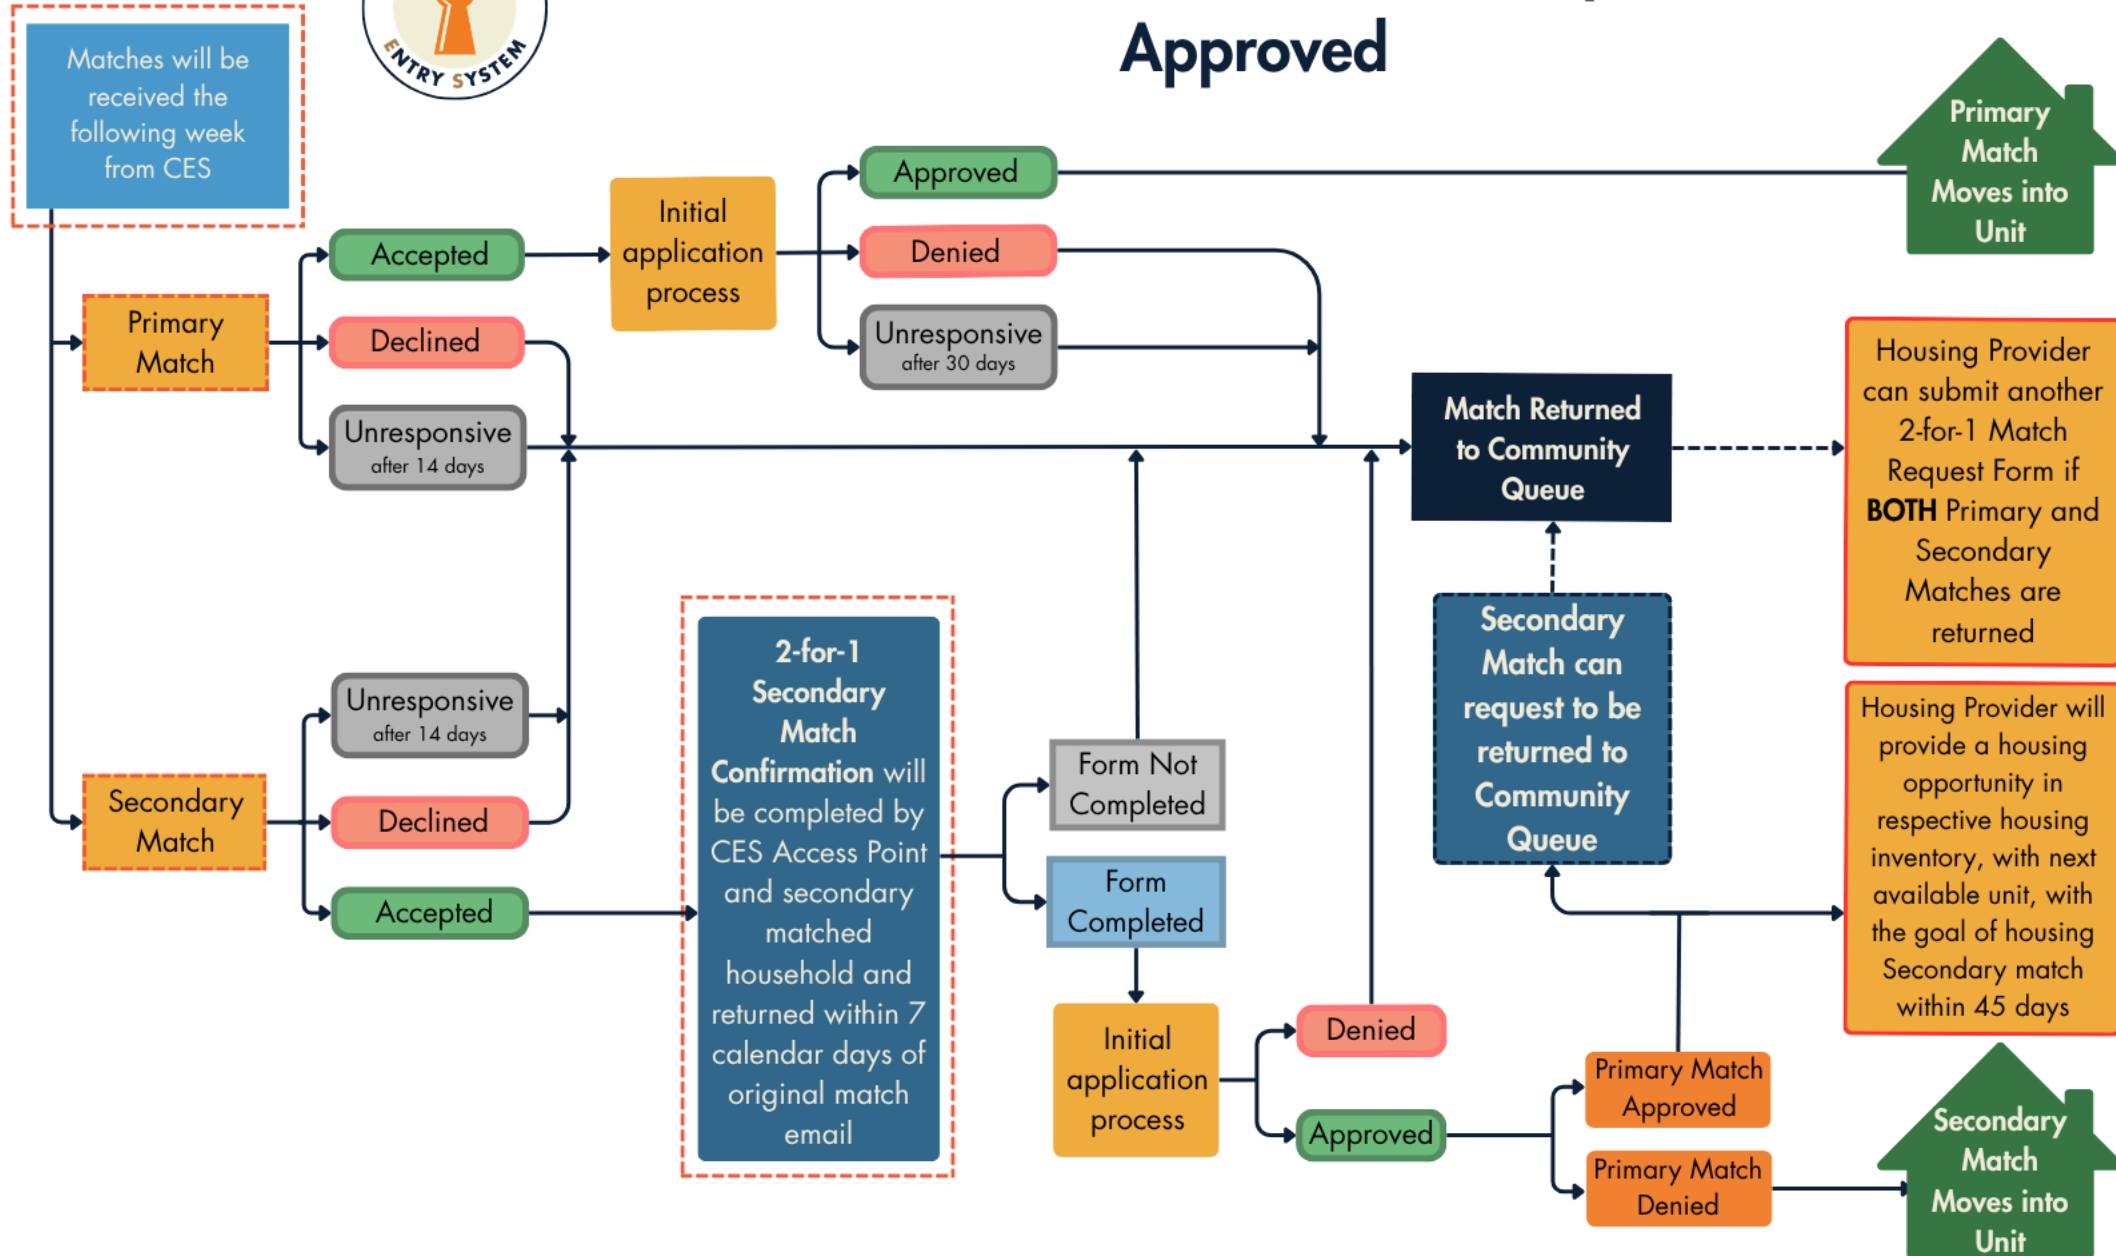 Approved
Matches will be
received the
following week
from CES
ENTRY SYSTEM
Primary
Match
Accepted
Declined
Unresponsive
after 14 days
Initial
application
process
Approved
Denied
Unresponsive
after 30 days
Primary
Match
Moves into
Unit
Match Returned
to Community
Queue
Housing Provider
can submit another
2-for-1 Match
Request Form if
BOTH Primary and
Secondary
Matches are
returned
Secondary
Match
Unresponsive
after 14 days
Declined
Accepted
2-for-1
Secondary
Match
Confirmation will
be completed by
CES Access Point
and secondary
matched
household and
returned within 7
calendar days of
original match
email
Form Not
Completed
Form
Completed
Initial
application
process
Denied
Approved
Secondary
Match can
request to be
returned to
Community
Queue
Primary Match
Approved
Primary Match
Denied
Housing Provider will
provide a housing
opportunity in
respective housing
inventory, with next
available unit, with
the goal of housing
Secondary match
within 45 days
Secondary
Match
Moves into
Unit